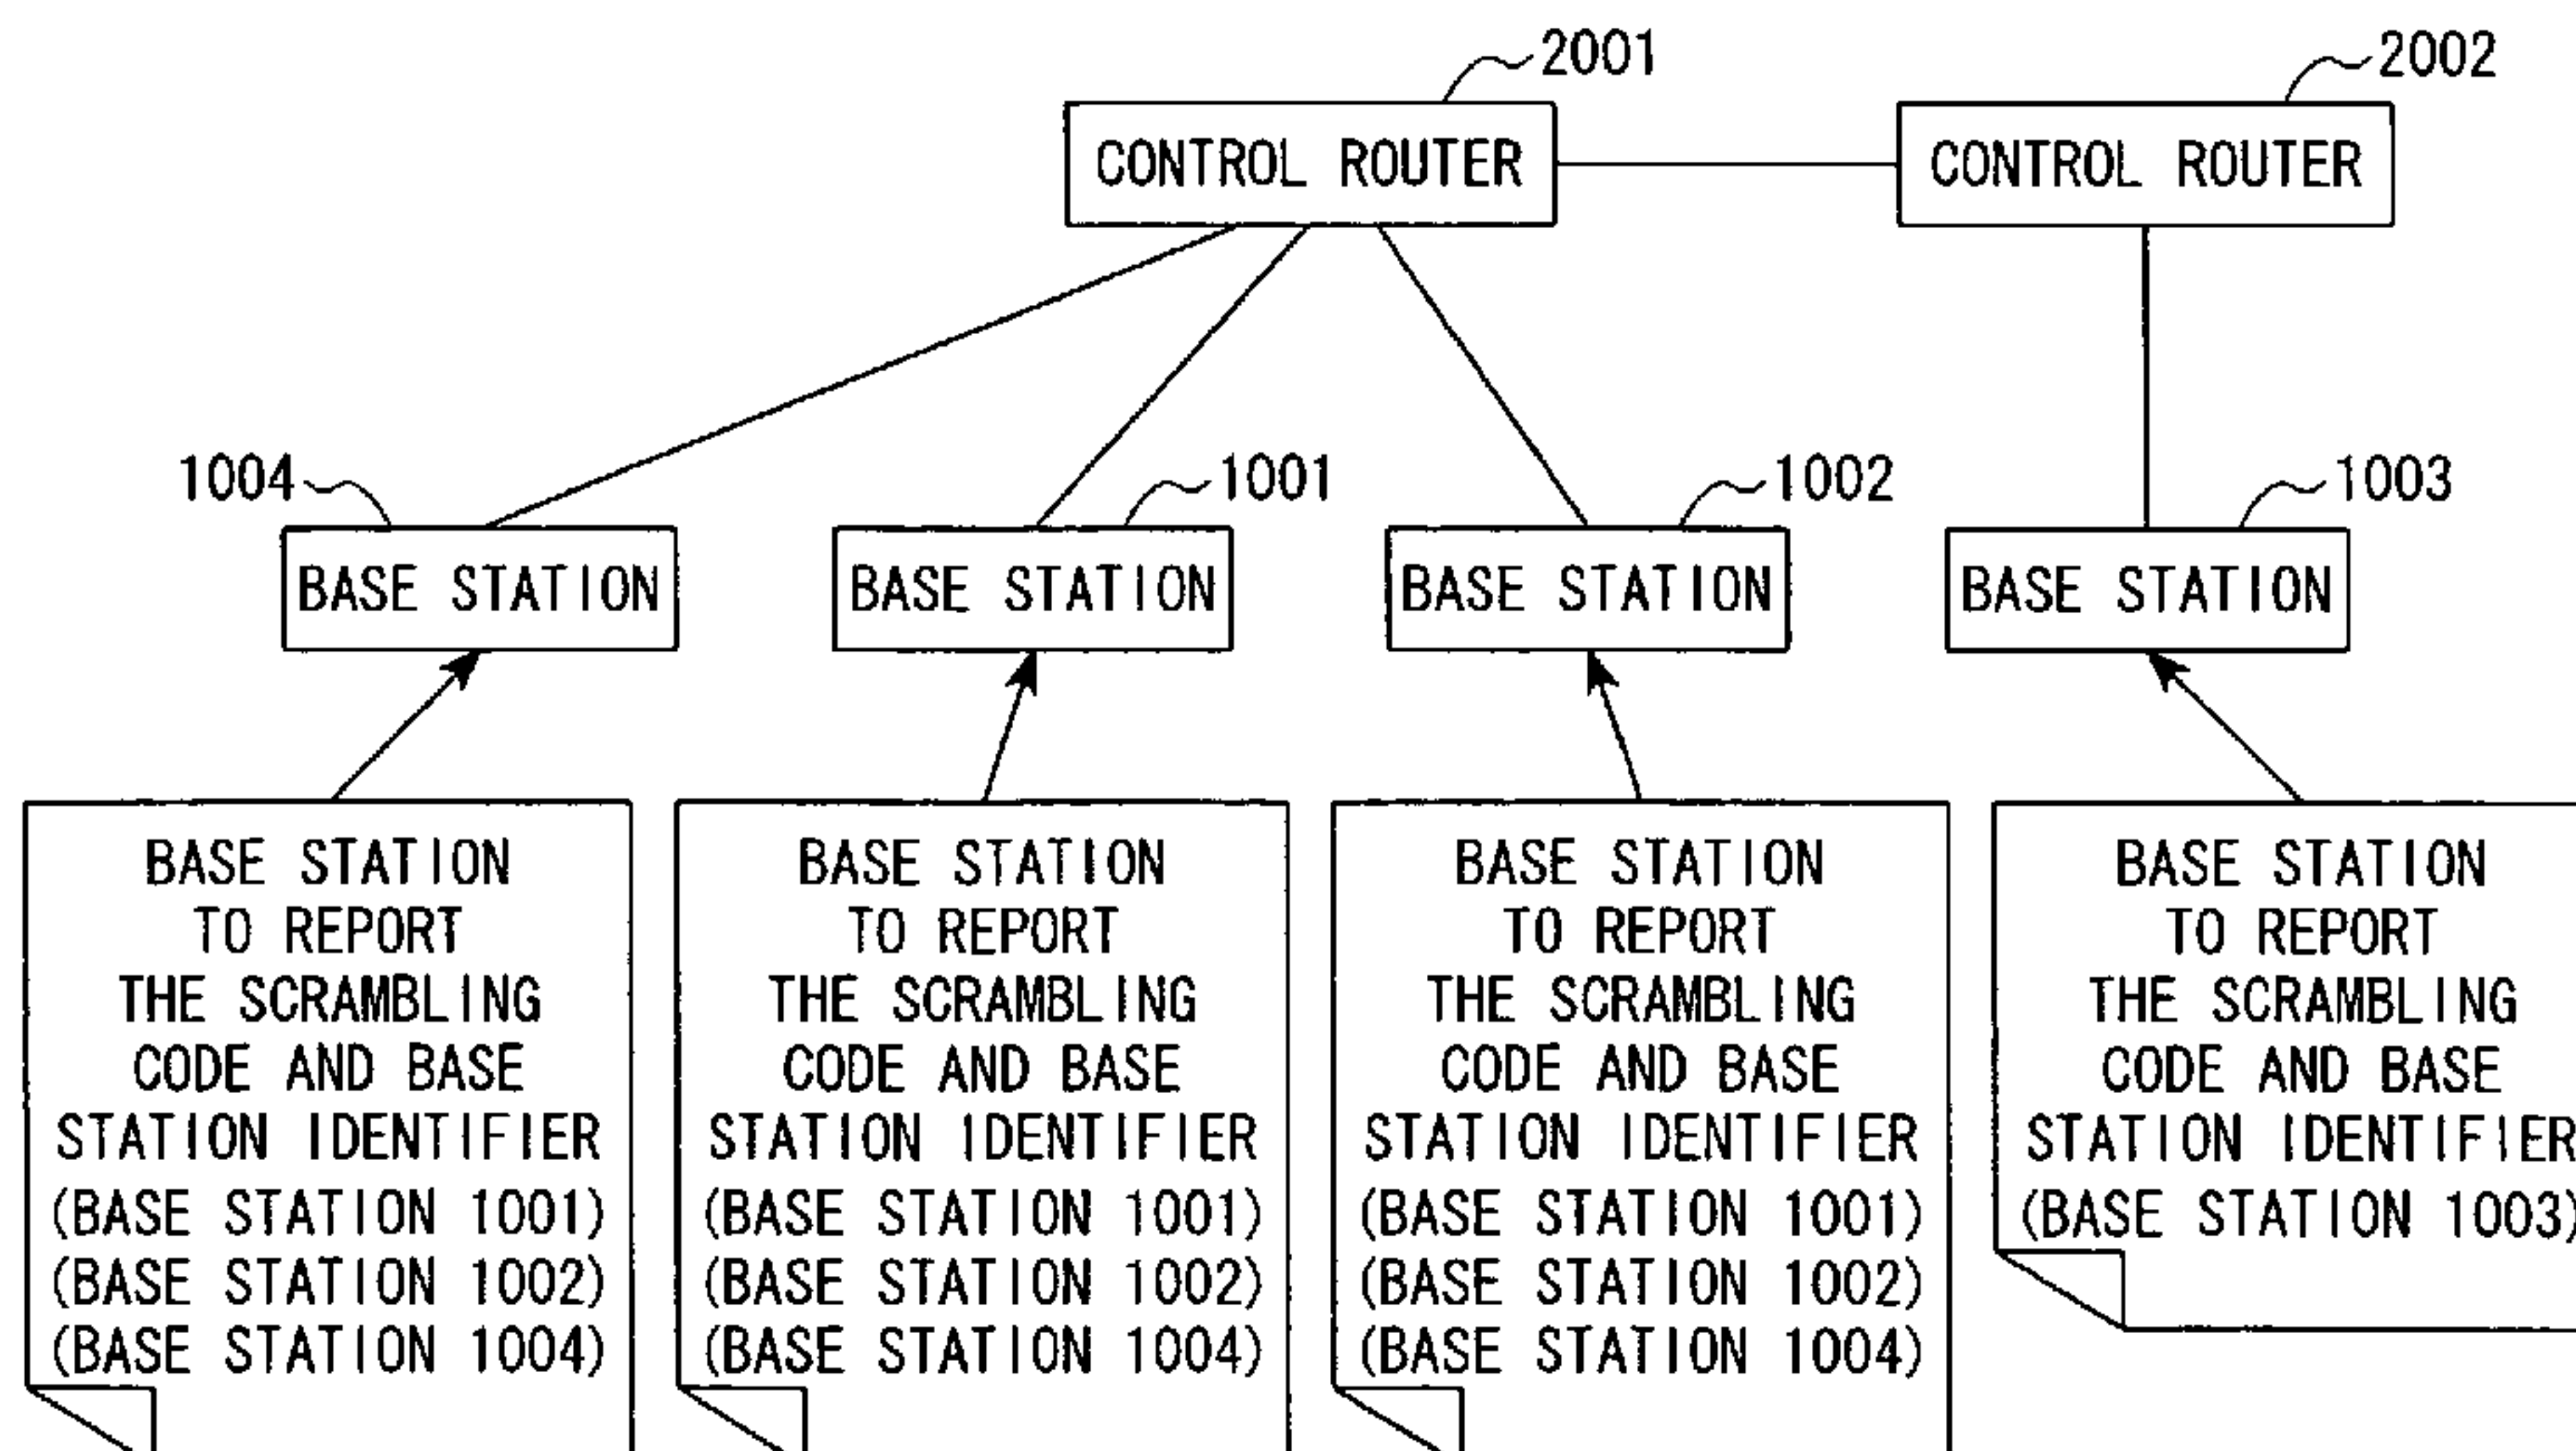 2001
2002
CONTROL ROUTER
CONTROL ROUTER
1004
1001
1002
1003
BASE STATION
BASE STATION
BASE STATION
BASE STATION
BASE STATION
TO REPORT
THE SCRAMBLING
CODE AND BASE
STATION IDENTIFIER
(BASE STATION 1001)
(BASE STATION 1002)
(BASE STATION 1004)
BASE STATION
TO REPORT
THE SCRAMBLING
CODE AND BASE
STATION IDENTIFIER
(BASE STATION 1001)
(BASE STATION 1002)
(BASE STATION 1004)
BASE STATION
TO REPORT
THE SCRAMBLING
CODE AND BASE
STATION IDENTIFIER
(BASE STATION 1001)
(BASE STATION 1002)
(BASE STATION 1004)
BASE STATION
TO REPORT
THE SCRAMBLING
CODE AND BASE
STATION IDENTIFIER
(BASE STATION 1003)